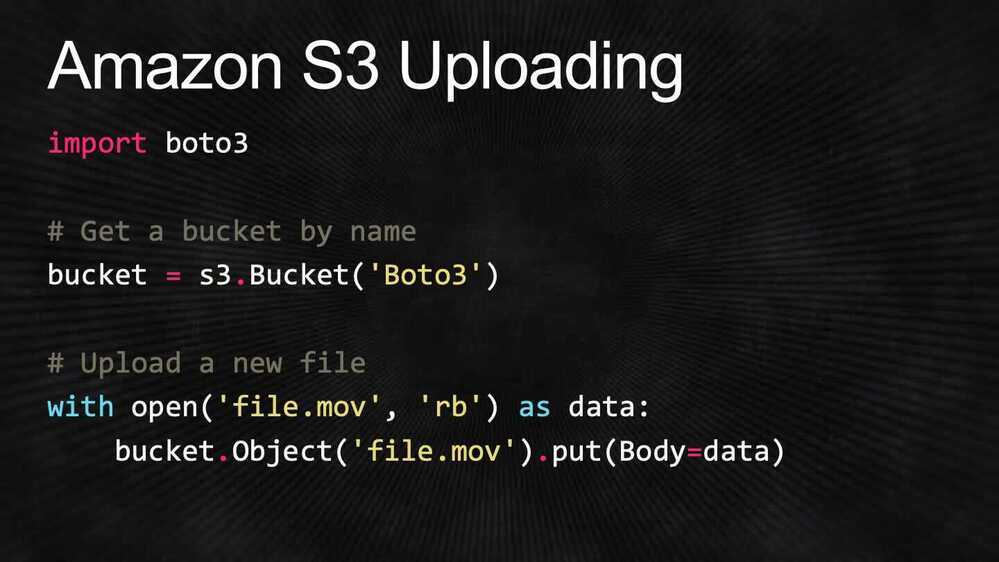 Amazon S3 Uploading
import boto3
# Get a bucket by name
bucket = s3.Bucket('Boto3')
# Upload a new file
with open('file.mov', 'rb') as data:
    bucket.Object('file.mov').put(Body=data)